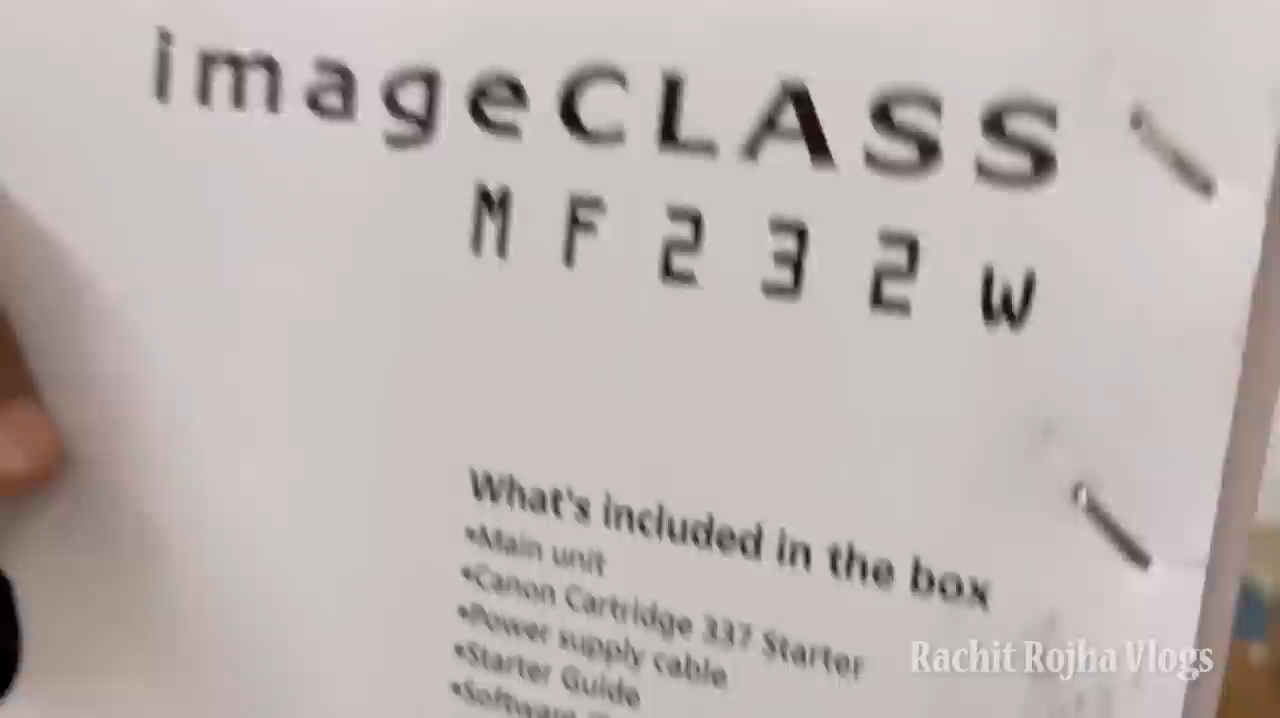 imageCLASS
MF232w
What's included in the box
•Main unit
•Canon Cartridge 337 Starter
•Power supply cable
•Starter Guide
•Software
Rachit Rojha Vlogs